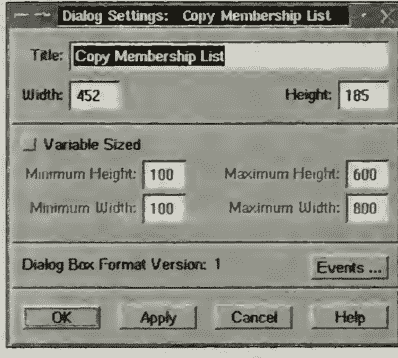 Dialog Settings: Copy Membership List
Title: Copy Membership List
Width: 452 Height: 185
Variable Sized
Minimum Height: 100 Maximum Height: 600
Minimum Width: 100 Maximum Width: 800
Dialog Box Format Version: 1 Events ...
OK Apply Cancel Help